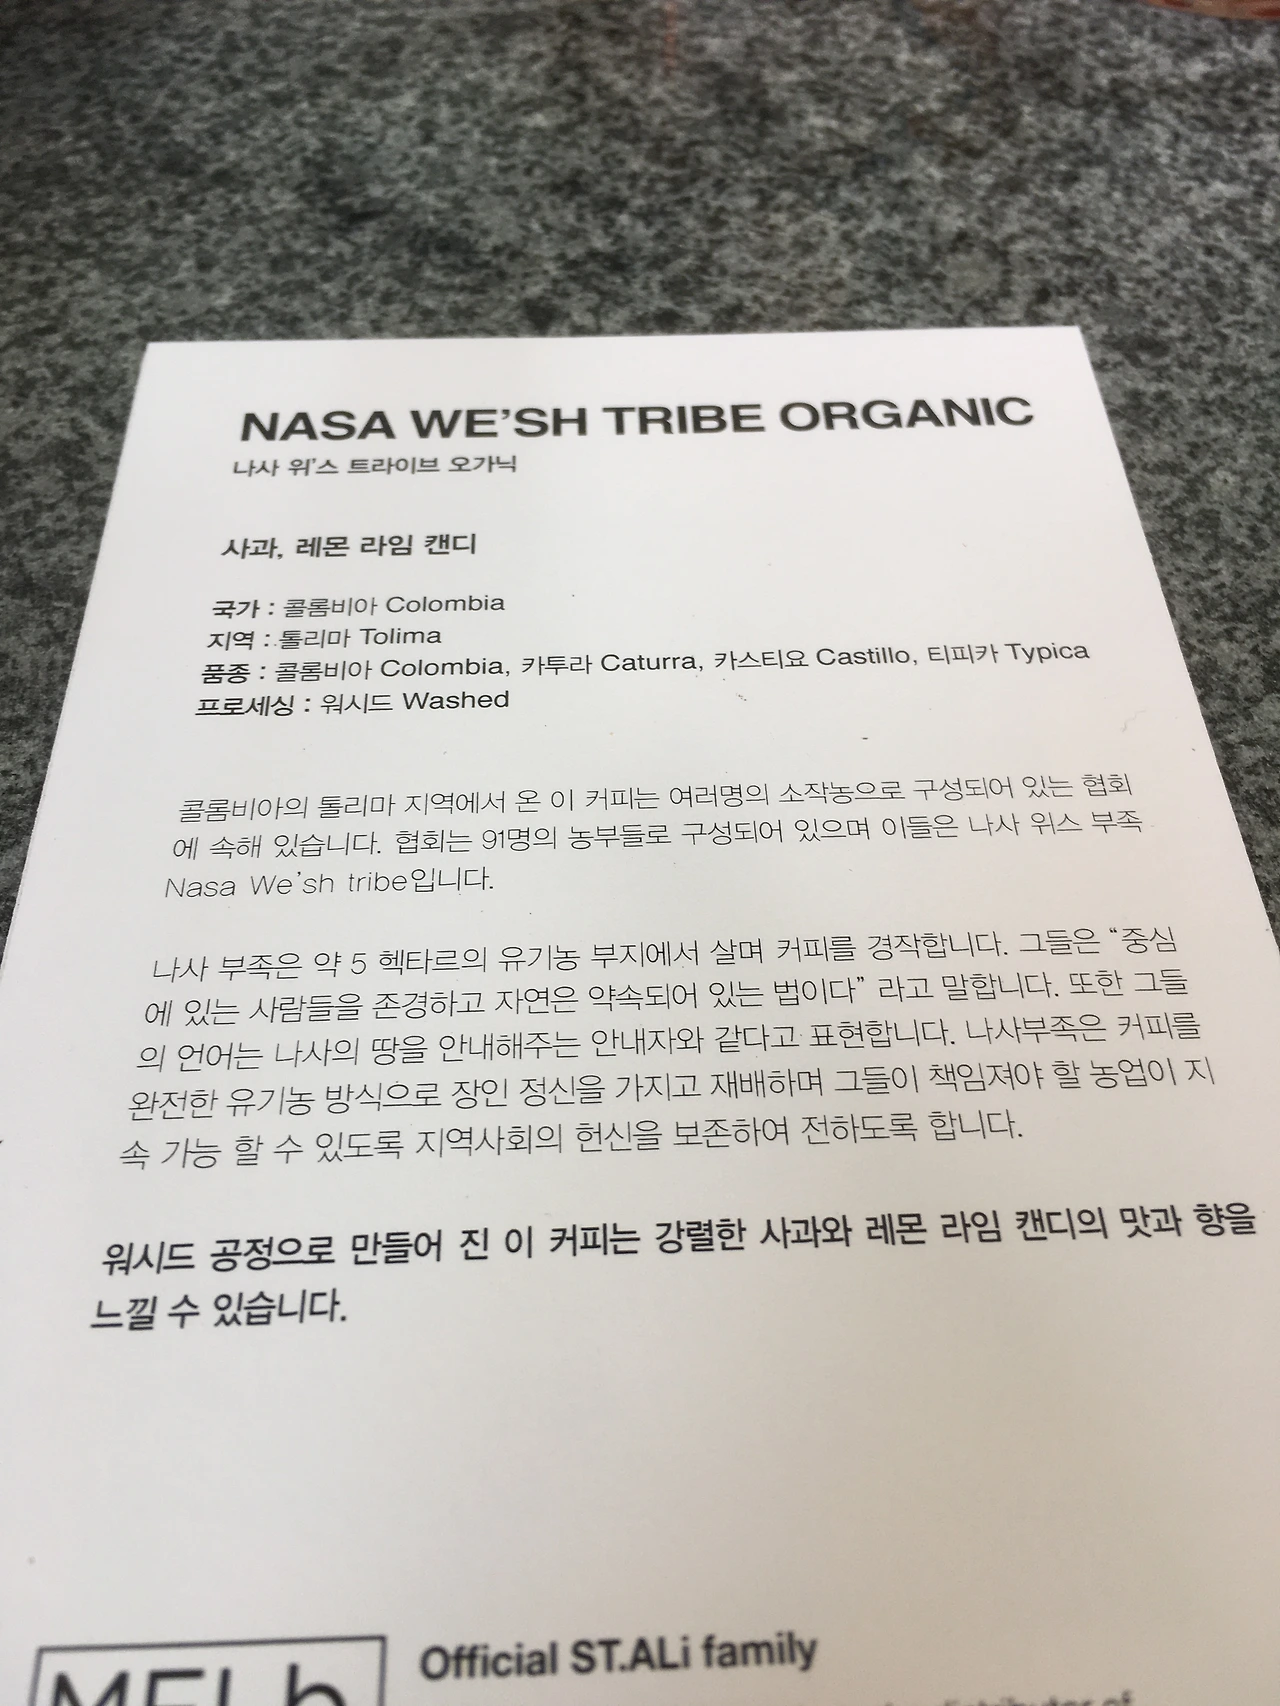 NASA WE'SH TRIBE ORGANIC
나사 위'스 트라이브 오가닉
사과, 레몬 라임 캔디
국가 : 콜롬비아 Colombia
지역 : 톨리마 Tolima
품종 : 콜롬비아 Colombia, 카투라 Caturra, 카스티요 Castillo, 티피카 Typica
프로세싱 : 워시드 Washed
콜롬비아의 톨리마 지역에서 온 이 커피는 여러명의 소작농으로 구성되어 있는 협회
에 속해 있습니다. 협회는 91명의 농부들로 구성되어 있으며 이들은 나사 위스 부족
Nasa We'sh tribe입니다.
나사 부족은 약 5 헥타르의 유기농 부지에서 살며 커피를 경작합니다. 그들은 “중심
에 있는 사람들을 존경하고 자연은 약속되어 있는 법이다” 라고 말합니다. 또한 그들
의 언어는 나사의 땅을 안내해주는 안내자와 같다고 표현합니다. 나사부족은 커피를
완전한 유기농 방식으로 장인 정신을 가지고 재배하며 그들이 책임져야 할 농업이 지
속 가능 할 수 있도록 지역사회의 헌신을 보존하여 전하도록 합니다.
워시드 공정으로 만들어 진 이 커피는 강렬한 사과와 레몬 라임 캔디의 맛과 향을
느낄 수 있습니다.
Official ST.ALi family